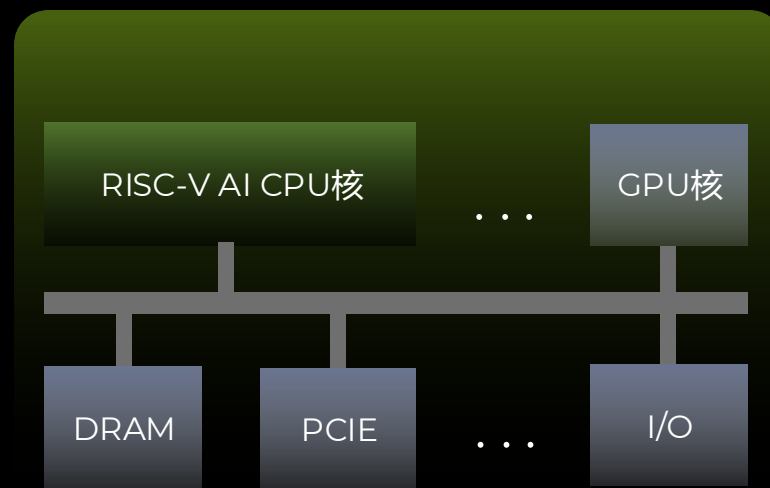 RISC-V AI CPU核
...
GPU核
DRAM
PCIE
...
I/O